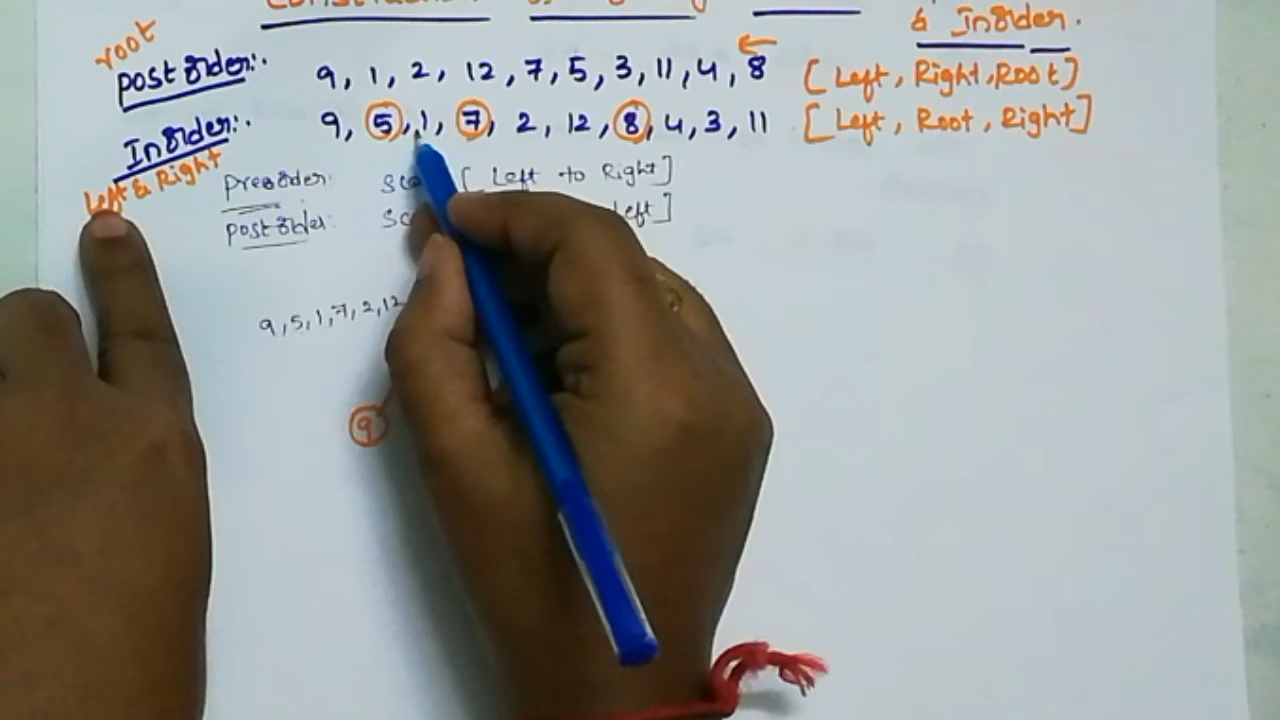 & Inorder.
root
postorder:. 9, 1, 2, 12, 7, 5, 3, 11, 4, 8 [Left, Right, Root]
Inorder:. 9, 5, 1, 7, 2, 12, 8, 4, 3, 11 [Left, Root, Right]
Left & Right
preorder: [Left to Right]
postorder:
9,5,1,7,2,12
9